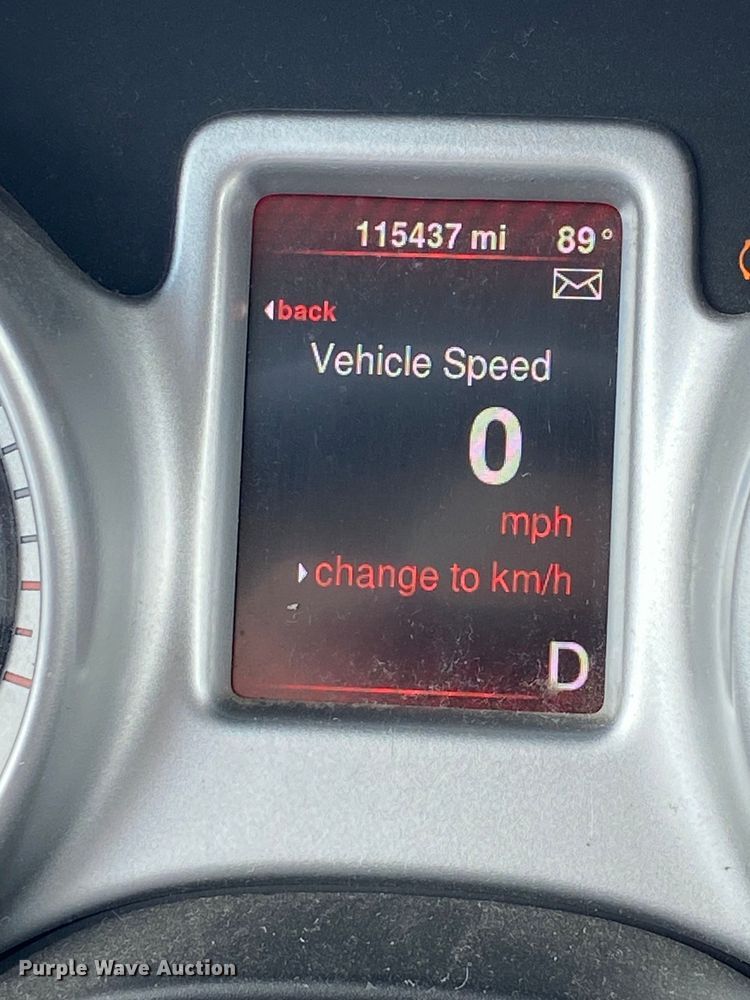 115437 mi 89°
back
Vehicle Speed
0
mph
change to km/h
D
Purple Wave Auction